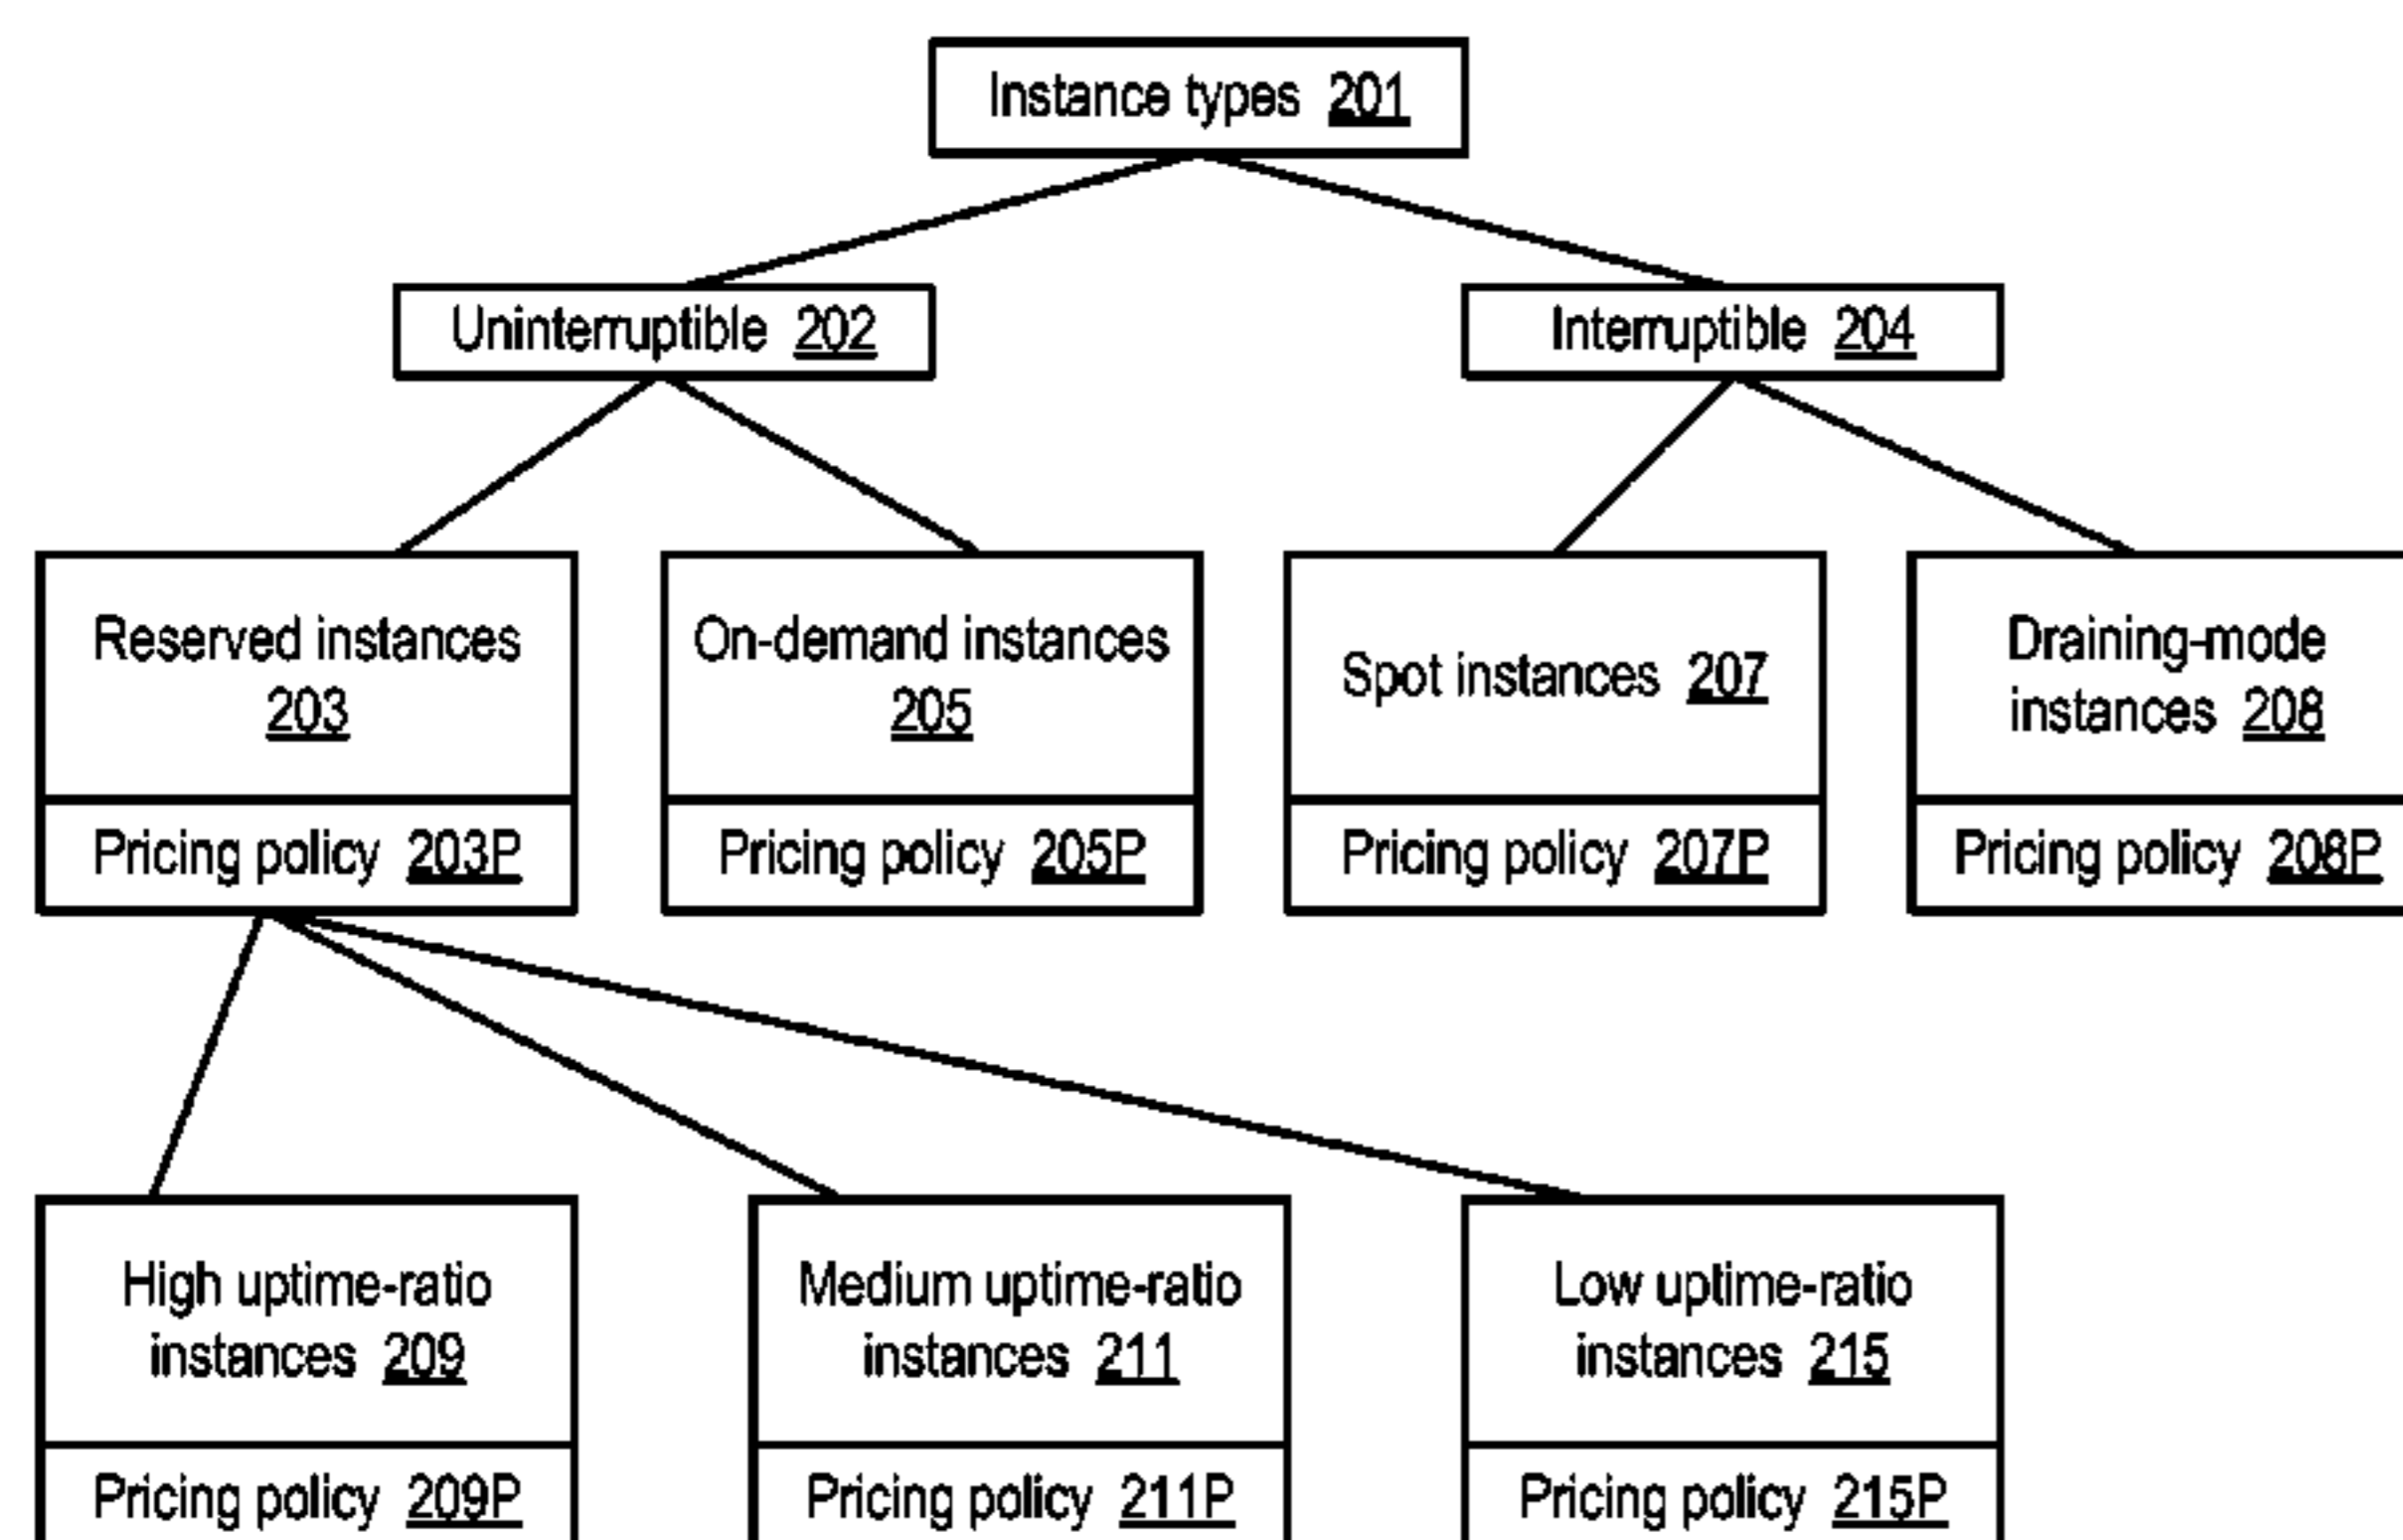 Instance types 201
Uninterruptible 202
Interruptible 204
Reserved instances
203
On-demand instances
205
Spot instances 207
Draining-mode
instances 208
Pricing policy 203P
Pricing policy 205P
Pricing policy 207P
Pricing policy 208P
High uptime-ratio
instances 209
Medium uptime-ratio
instances 211
Low uptime-ratio
instances 215
Pricing policy 209P
Pricing policy 211P
Pricing policy 215P